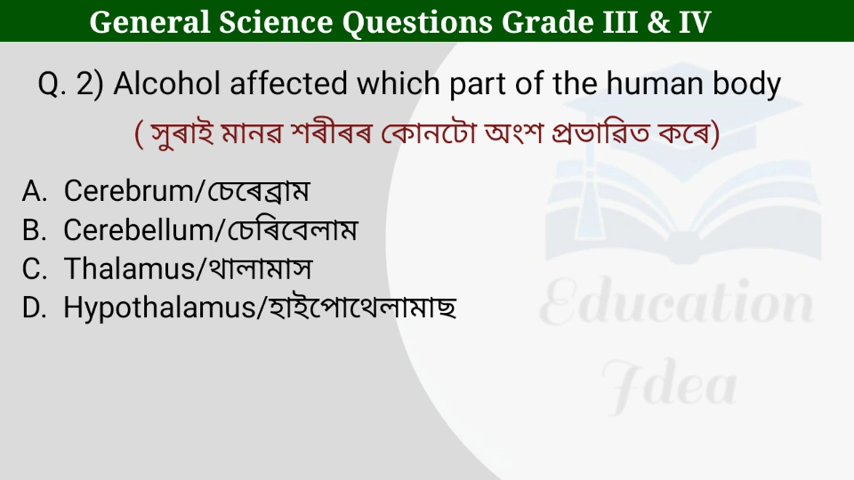 General Science Questions Grade III & IV
Q. 2) Alcohol affected which part of the human body
( সুৰাই মানৱ শৰীৰৰ কোনটো অংশ প্ৰভাৱিত কৰে)
A. Cerebrum/চেৰেব্ৰাম
B. Cerebellum/চেৰিবেলাম
C. Thalamus/থালামাস
D. Hypothalamus/হাইপোথেলামাছ
Education
Idea